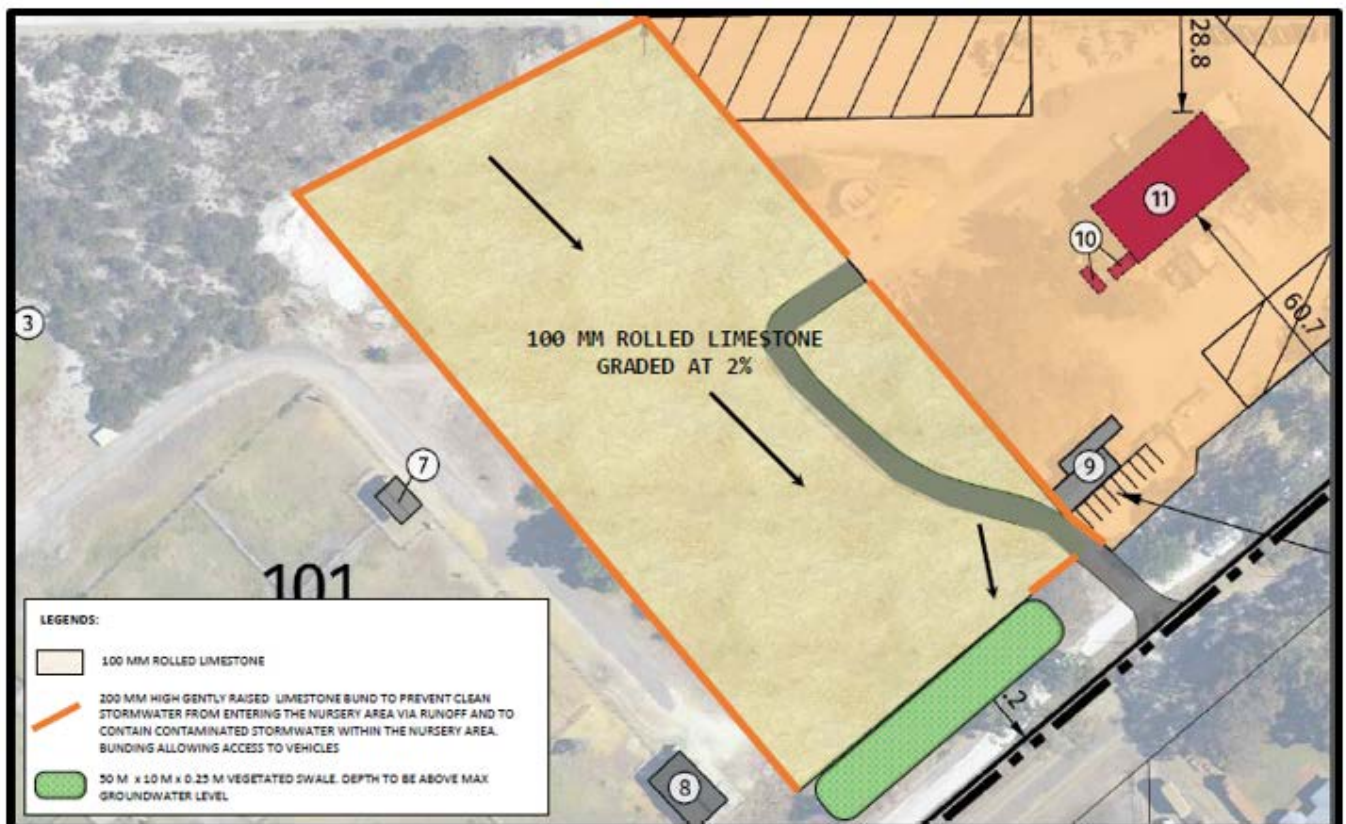 28.8
11
10
60.7
3
100 MM ROLLED LIMESTONE
GRADED AT 2%
7
9
101
LEGENDS:
100 MM ROLLED LIMESTONE
200 MM HIGH GENTLY RAISED LIMESTONE BUND TO PREVENT CLEAN
STORMWATER FROM ENTERING THE NURSERY AREA VIA RUNOFF AND TO
CONTAIN CONTAMINATED STORMWATER WITHIN THE NURSERY AREA.
BUNDING ALLOWING ACCESS TO VEHICLES
50 M x 10 M x 0.25 M VEGETATED SWALE. DEPTH TO BE ABOVE MAX
GROUNDWATER LEVEL
.2
8